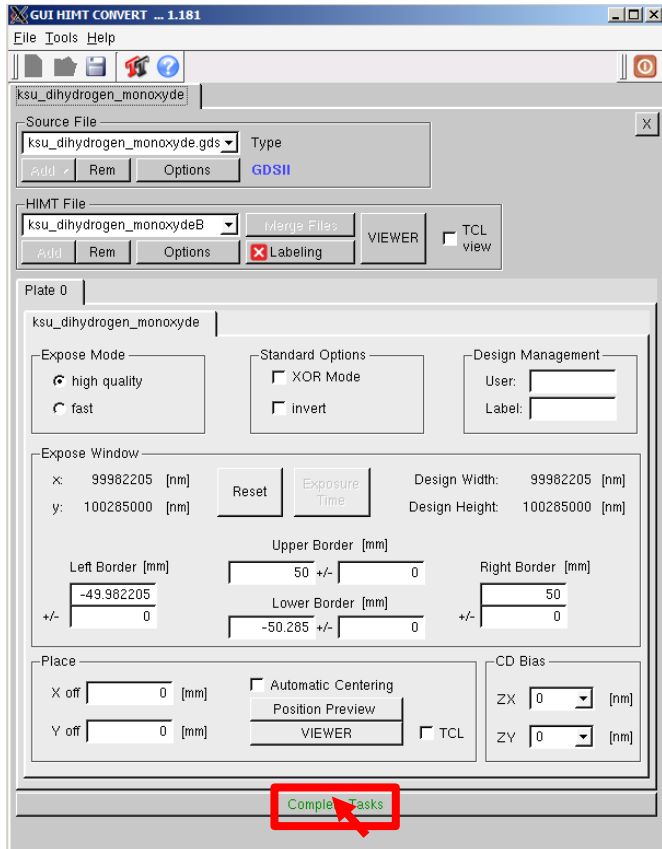 GUI HIMT CONVERT ... 1.181
File Tools Help
ksu_dihydrogen_monoxyde
Source File
X
ksu_dihydrogen_monoxyde.gds Type
Add Rem Options GDSII
HIMT File
ksu_dihydrogen_monoxydeB Merge Files VIEWER TCL view
Add Rem Options Labeling
Plate 0
ksu_dihydrogen_monoxyde
Expose Mode Standard Options Design Management
high quality XOR Mode User:
fast invert Label:
Expose Window
x: 99982205 [nm] Reset Exposure Time Design Width: 99982205 [nm]
y: 100285000 [nm] Design Height: 100285000 [nm]
Upper Border [mm]
Left Border [mm] 50 +/- 0 Right Border [mm]
-49.982205 Lower Border [mm] 50
+/- 0 -50.285 +/- 0 +/- 0
Place CD Bias
X off 0 [mm] Automatic Centering ZX 0 [nm]
Position Preview
Y off 0 [mm] VIEWER TCL ZY 0 [nm]
Tasks